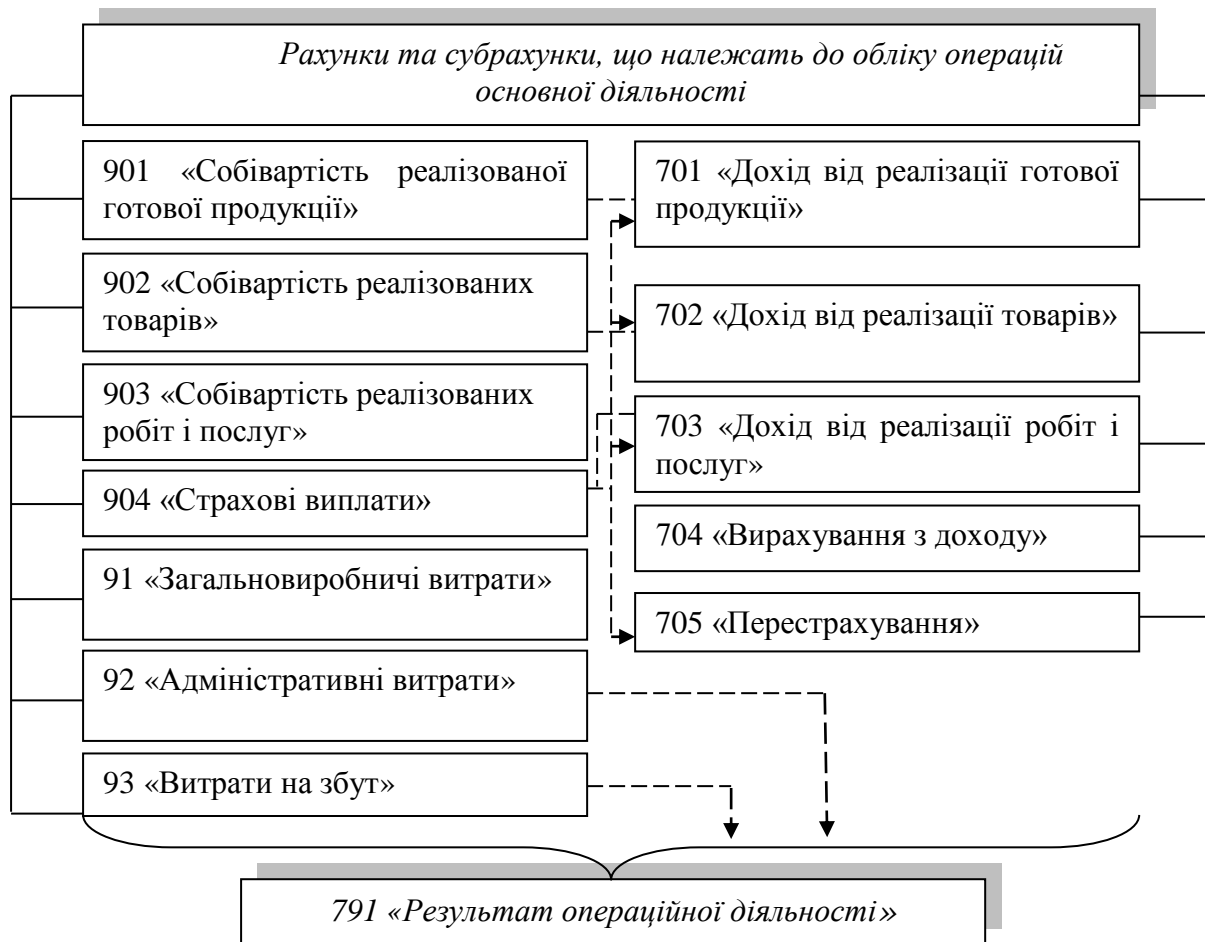 Рахунки та субрахунки, що належать до обліку операцій
основної діяльності
901 «Собівартість реалізованої
готової продукції»
902 «Собівартість реалізованих
товарів»
903 «Собівартість реалізованих
робіт і послуг»
904 «Страхові виплати»
91 «Загальновиробничі витрати»
92 «Адміністративні витрати»
93 «Витрати на збут»
701 «Дохід від реалізації готової
продукції»
702 «Дохід від реалізації товарів»
703 «Дохід від реалізації робіт і
послуг»
704 «Вирахування з доходу»
705 «Перестрахування»
791 «Результат операційної діяльності»